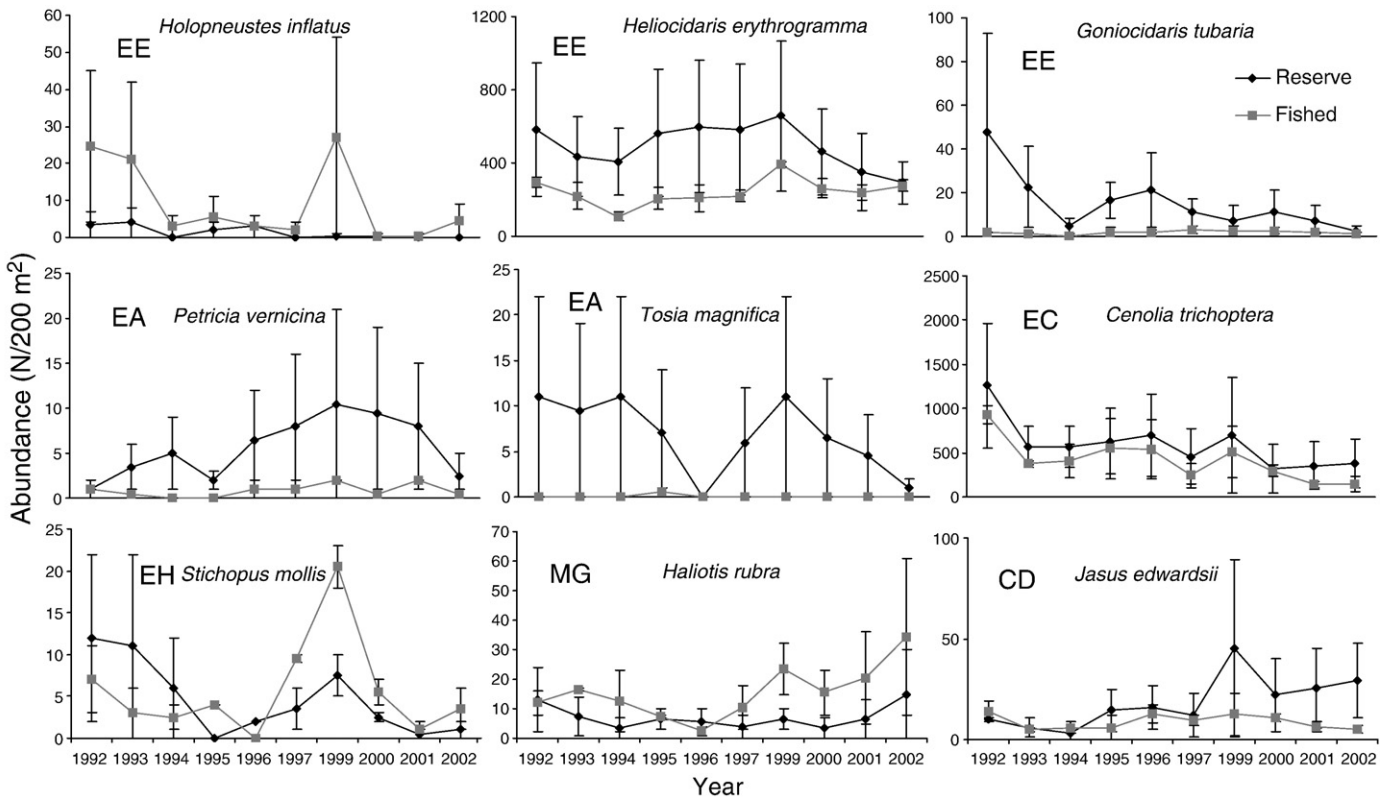 Abundance (N/200 m²)
Holopneustes inflatus
EE
60
50
40
30
20
10
0
Heliocidaris erythrogramma
EE
1200
800
400
0
Goniocidaris tubaria
EE
100
80
60
40
20
0
Reserve
Fished
Petricia vernicina
EA
25
20
15
10
5
0
Tosia magnifica
EA
25
20
15
10
5
0
Cenolia trichoptera
EC
2500
2000
1500
1000
500
0
Stichopus mollis
EH
25
20
15
10
5
0
1992 1993 1994 1995 1996 1997 1999 2000 2001 2002
Haliotis rubra
MG
70
60
50
40
30
20
10
0
1992 1993 1994 1995 1996 1997 1999 2000 2001 2002
Jasus edwardsii
CD
100
50
0
1992 1993 1994 1995 1996 1997 1999 2000 2001 2002
Year